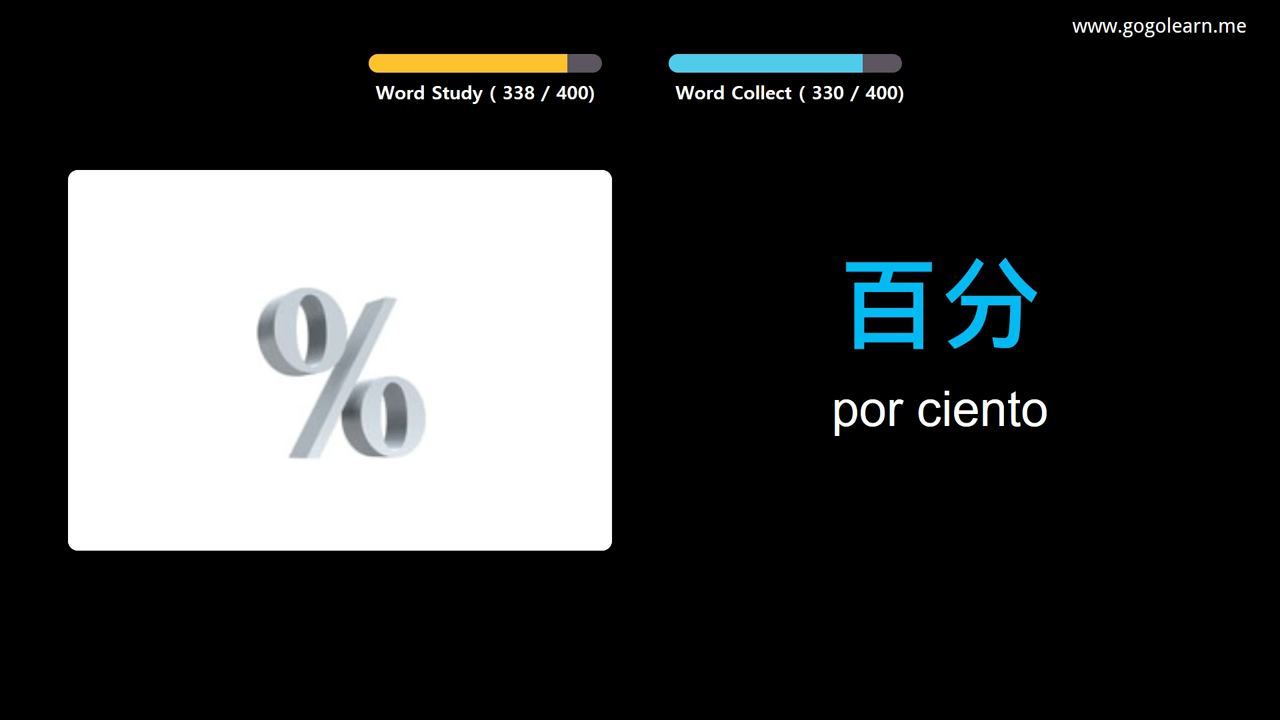 www.gogolearn.me
Word Study ( 338 / 400)
Word Collect ( 330 / 400)
%
百分
por ciento